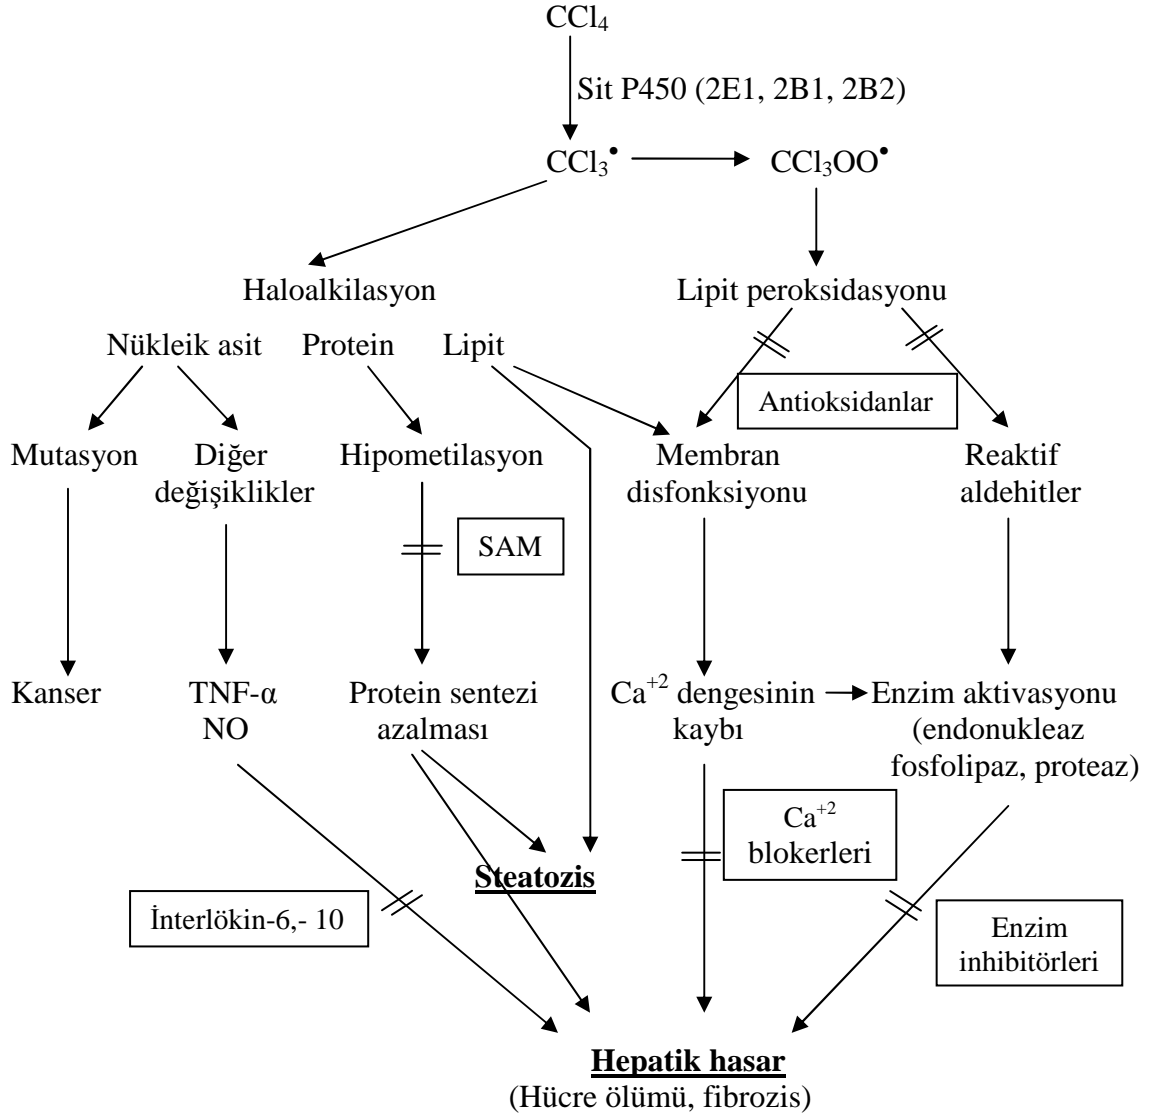 CCl₄
Sit P450 (2E1, 2B1, 2B2)
CCl₃• CCl₃OO•
Haloalkilasyon Lipit peroksidasyonu
Nükleik asit Protein Lipit
Antioksidanlar
Mutasyon Diğer Hipometilasyon Membran Reaktif
değişiklikler disfonksiyonu aldehitler
SAM
Kanser TNF-α Protein sentezi Ca⁺² dengesinin Enzim aktivasyonu
NO azalması kaybı (endonukleaz
fosfolipaz, proteaz)
Ca⁺²
blokerleri
Steatozis
İnterlökin-6,- 10
Enzim
inhibitörleri
Hepatik hasar
(Hücre ölümü, fibrozis)